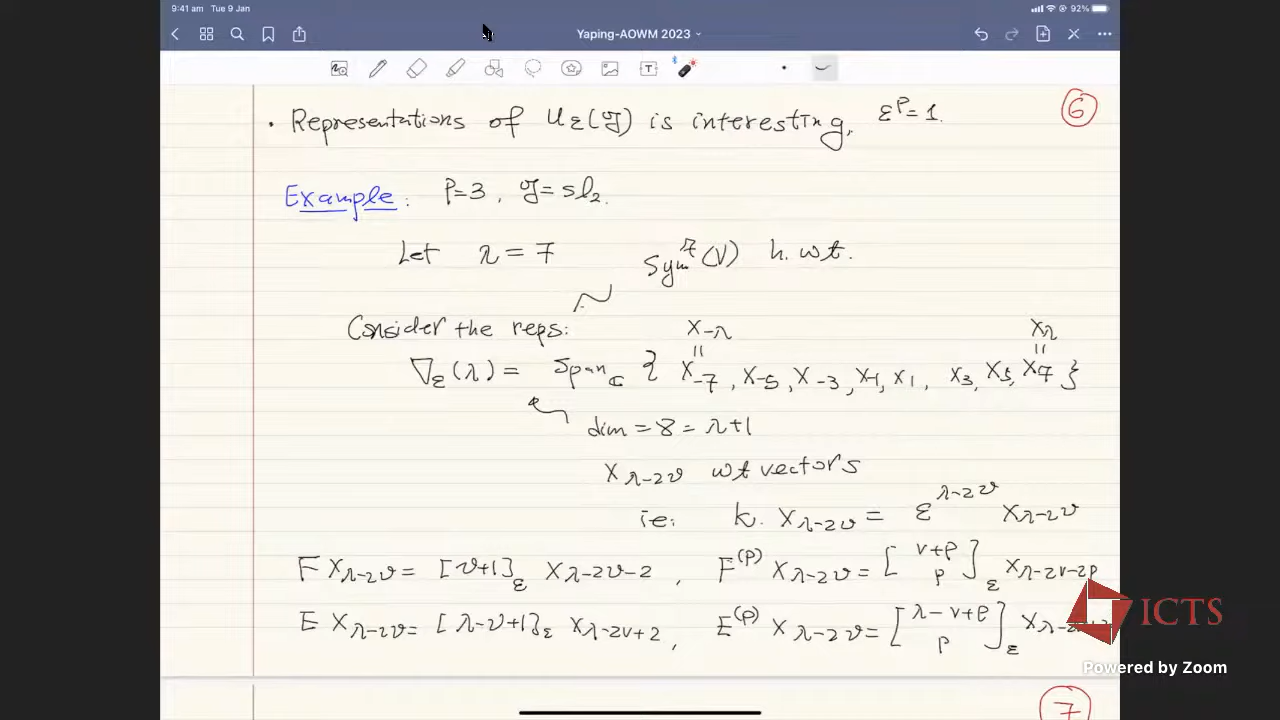 9:41 am Tue 9 Jan
92%
Yaping-AOWM 2023
• Representations of U_ε(𝔤) is interesting, ε^p = 1.
6
Example: p=3, 𝔤 = sl₂.
Let λ = 7 Sym⁷(V) h. wt.
Consider the reps: X_{-λ} X_λ
∇_ε(λ) = Span_ℂ { X_{-7}, X_{-5}, X_{-3}, X_{-1}, X_1, X_3, X_5, X_7 }
dim = 8 = λ+1
X_{λ-2v} wt vectors
ie: k. X_{λ-2v} = ε^{λ-2v} X_{λ-2v}
F X_{λ-2v} = [v+1]_ε X_{λ-2v-2}, F^{(p)} X_{λ-2v} = [v+p p]_ε X_{λ-2v-2p}
E X_{λ-2v} = [λ-v+1]_ε X_{λ-2v+2}, E^{(p)} X_{λ-2v} = [λ-v+p p]_ε
ICTS
Powered by Zoom
7